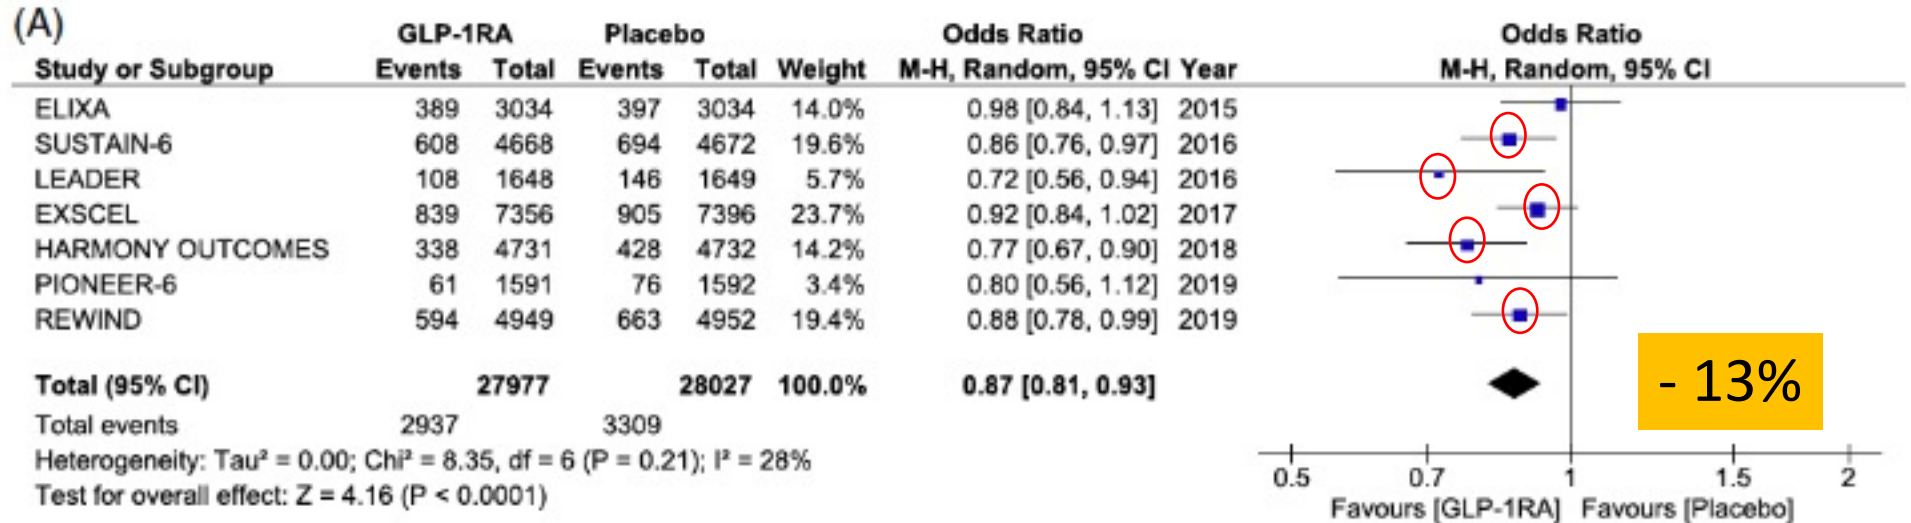 (A)
GLP-1RA Placebo Odds Ratio Odds Ratio
Study or Subgroup Events Total Events Total Weight M-H, Random, 95% CI Year M-H, Random, 95% CI
ELIXA 389 3034 397 3034 14.0% 0.98 [0.84, 1.13] 2015
SUSTAIN-6 608 4668 694 4672 19.6% 0.86 [0.76, 0.97] 2016
LEADER 108 1648 146 1649 5.7% 0.72 [0.56, 0.94] 2016
EXSCEL 839 7356 905 7396 23.7% 0.92 [0.84, 1.02] 2017
HARMONY OUTCOMES 338 4731 428 4732 14.2% 0.77 [0.67, 0.90] 2018
PIONEER-6 61 1591 76 1592 3.4% 0.80 [0.56, 1.12] 2019
REWIND 594 4949 663 4952 19.4% 0.88 [0.78, 0.99] 2019
Total (95% CI) 27977 28027 100.0% 0.87 [0.81, 0.93]
- 13%
Total events 2937 3309
Heterogeneity: Tau² = 0.00; Chi² = 8.35, df = 6 (P = 0.21); I² = 28%
Test for overall effect: Z = 4.16 (P < 0.0001)
0.5 0.7 1 1.5 2
Favours [GLP-1RA] Favours [Placebo]